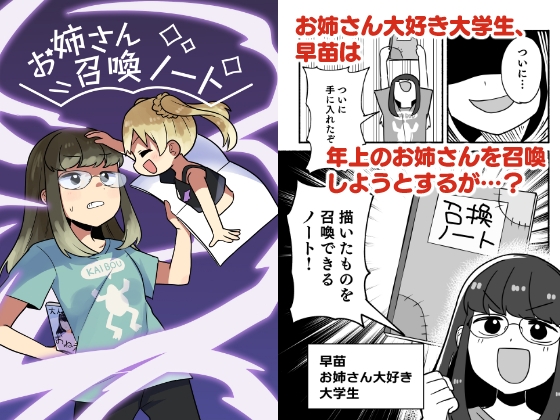 お姉さん
召喚ノート
KAIBOU
お姉さん大好き大学生、
早苗は
ついに…
ついに
手に入れたぞ
年上のお姉さんを召喚
しようとするが…?
召喚
ノート
描いたものを
召喚できる
ノート!
早苗
お姉さん大好き
大学生